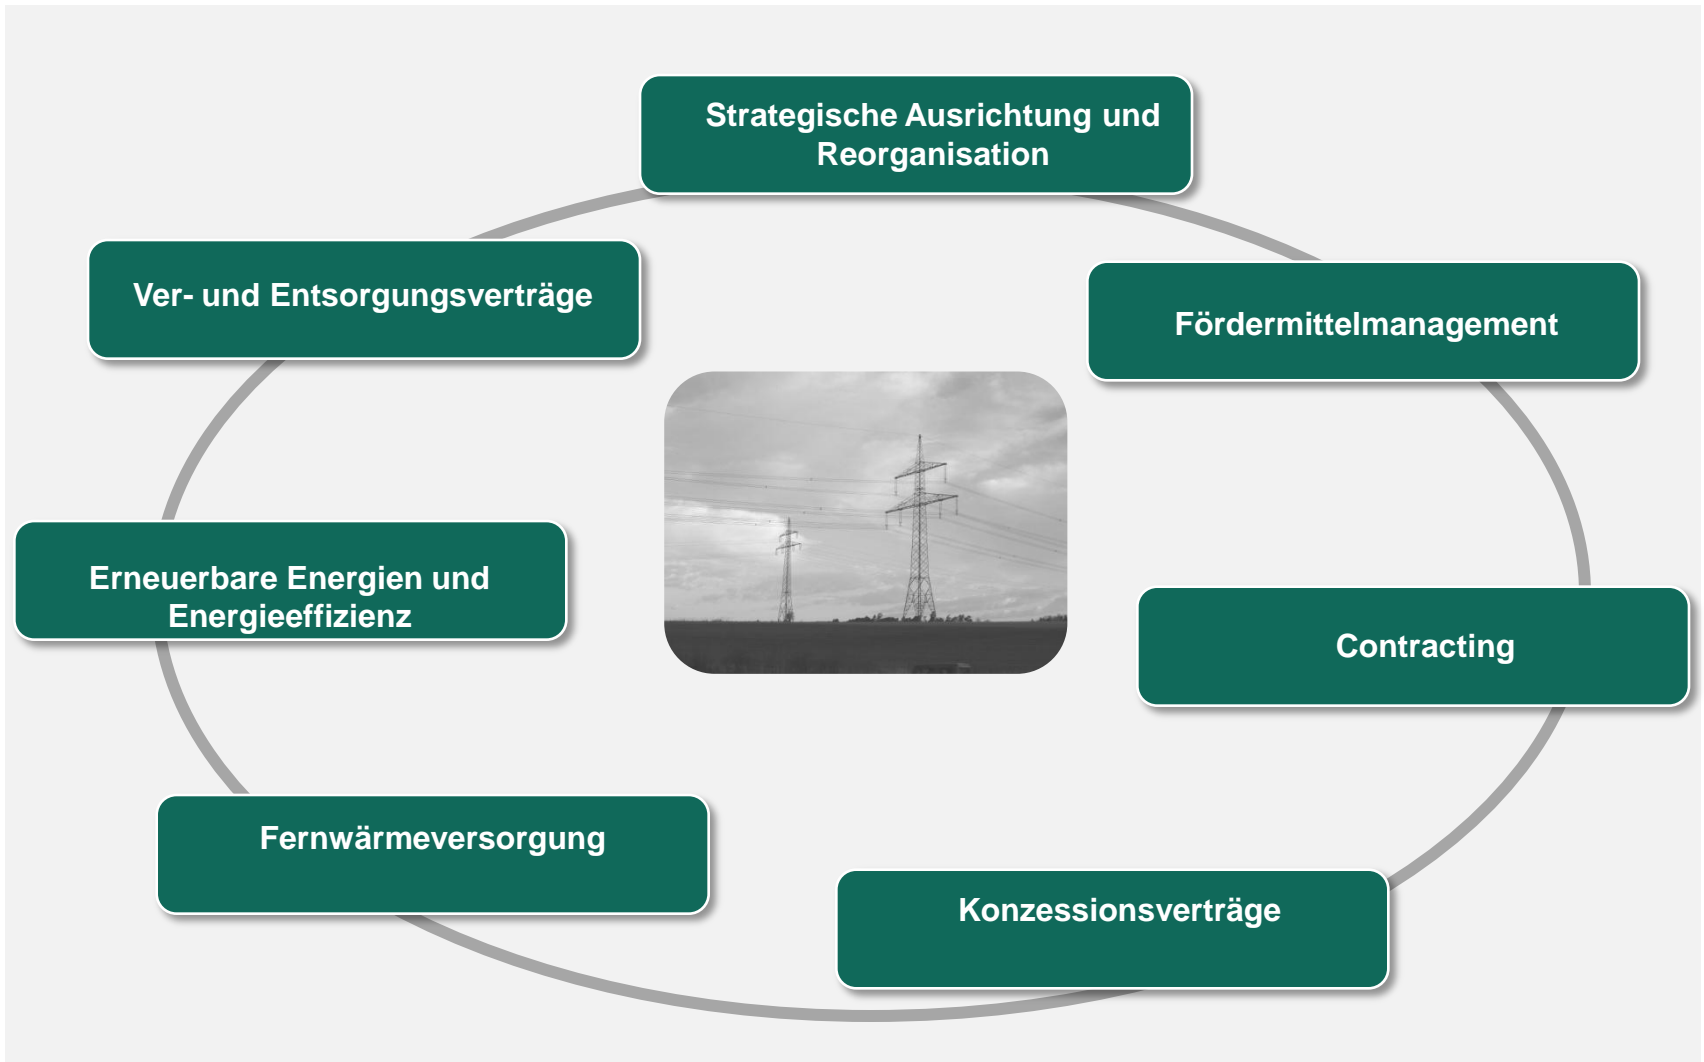 Strategische Ausrichtung und
Reorganisation
Ver- und Entsorgungsverträge
Fördermittelmanagement
Erneuerbare Energien und
Energieeffizienz
Contracting
Fernwärmeversorgung
Konzessionsverträge